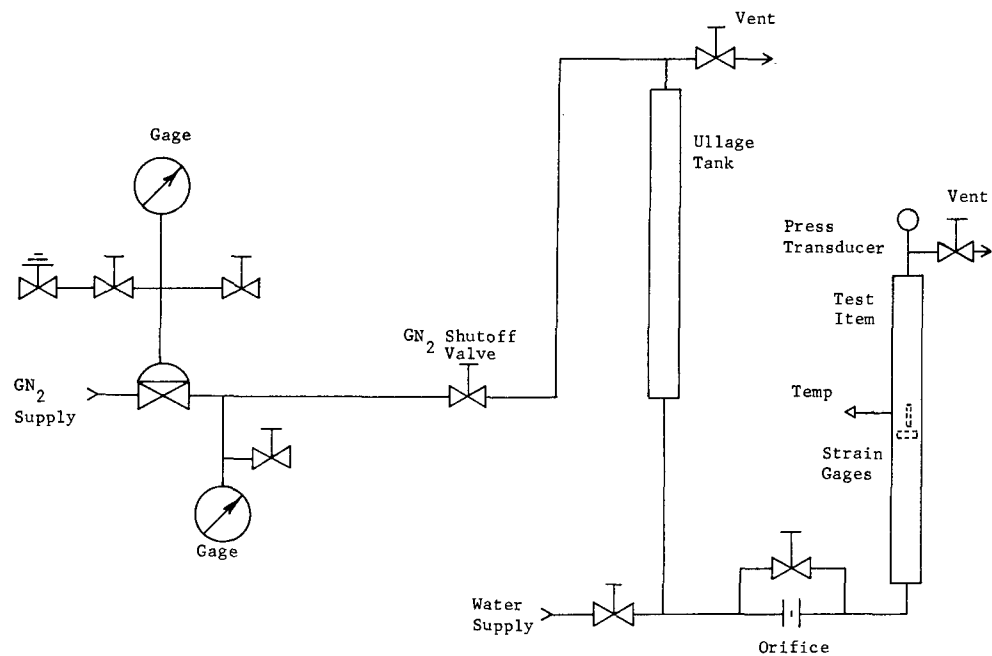 Vent
Gage
Ullage
Tank
Vent
Press
Transducer
Test
Item
GN2 Shutoff
Valve
GN2
Supply
Temp
Strain
Gages
Gage
Water
Supply
Orifice